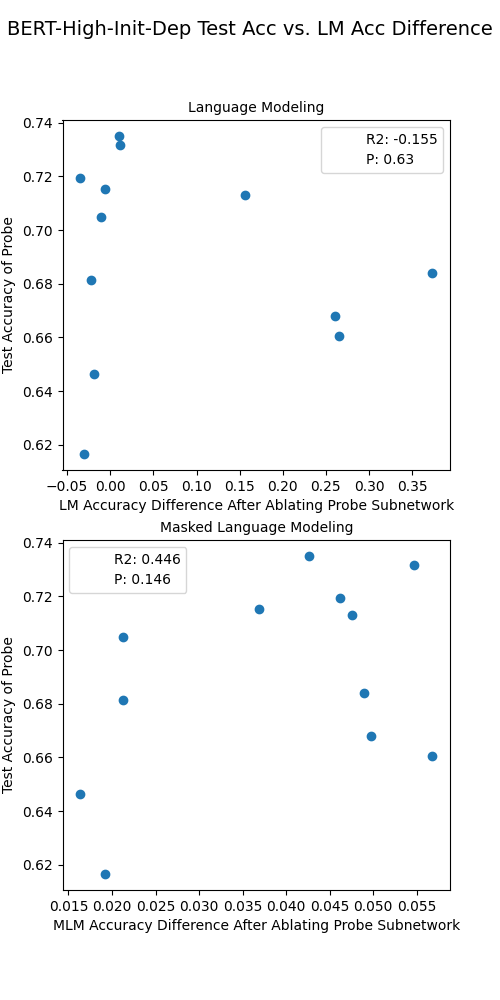 BERT-High-Init-Dep Test Acc vs. LM Acc Difference
Language Modeling
R2: -0.155
P: 0.63
Test Accuracy of Probe
0.74
0.72
0.70
0.68
0.66
0.64
0.62
−0.05 0.00 0.05 0.10 0.15 0.20 0.25 0.30 0.35
LM Accuracy Difference After Ablating Probe Subnetwork
Masked Language Modeling
R2: 0.446
P: 0.146
Test Accuracy of Probe
0.74
0.72
0.70
0.68
0.66
0.64
0.62
0.015 0.020 0.025 0.030 0.035 0.040 0.045 0.050 0.055
MLM Accuracy Difference After Ablating Probe Subnetwork